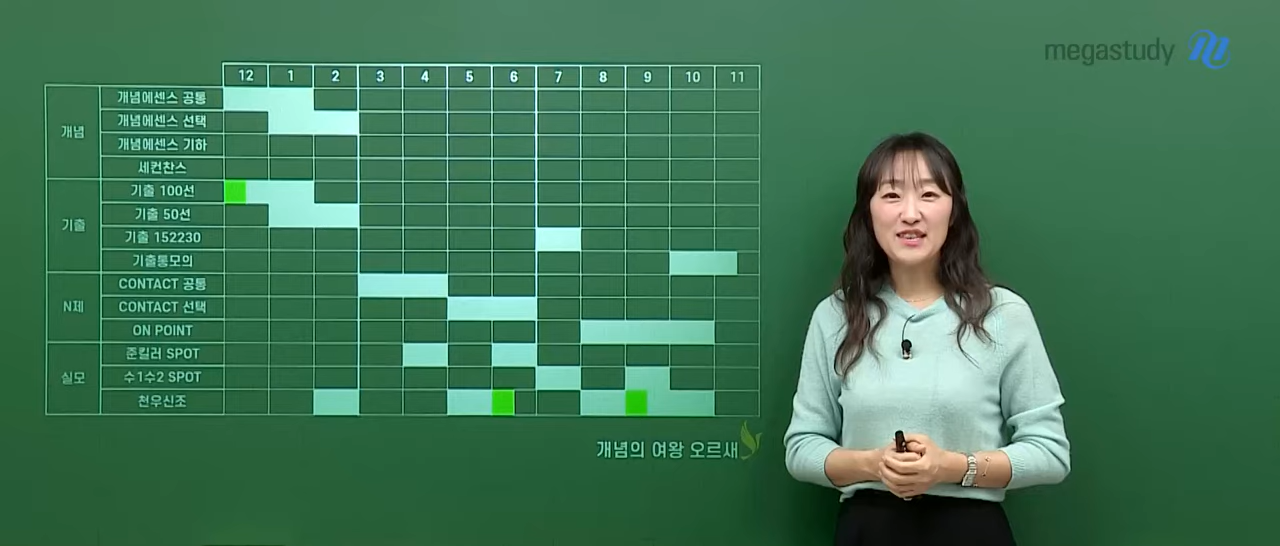 megastudy
12 1 2 3 4 5 6 7 8 9 10 11
개념
개념에센스 공통
개념에센스 선택
개념에센스 기하
세컨찬스
기출
기출 100선
기출 50선
기출 152230
기출통모의
N제
CONTACT 공통
CONTACT 선택
ON POINT
실모
준킬러 SPOT
수1수2 SPOT
천우신조
개념의 여왕 오르새